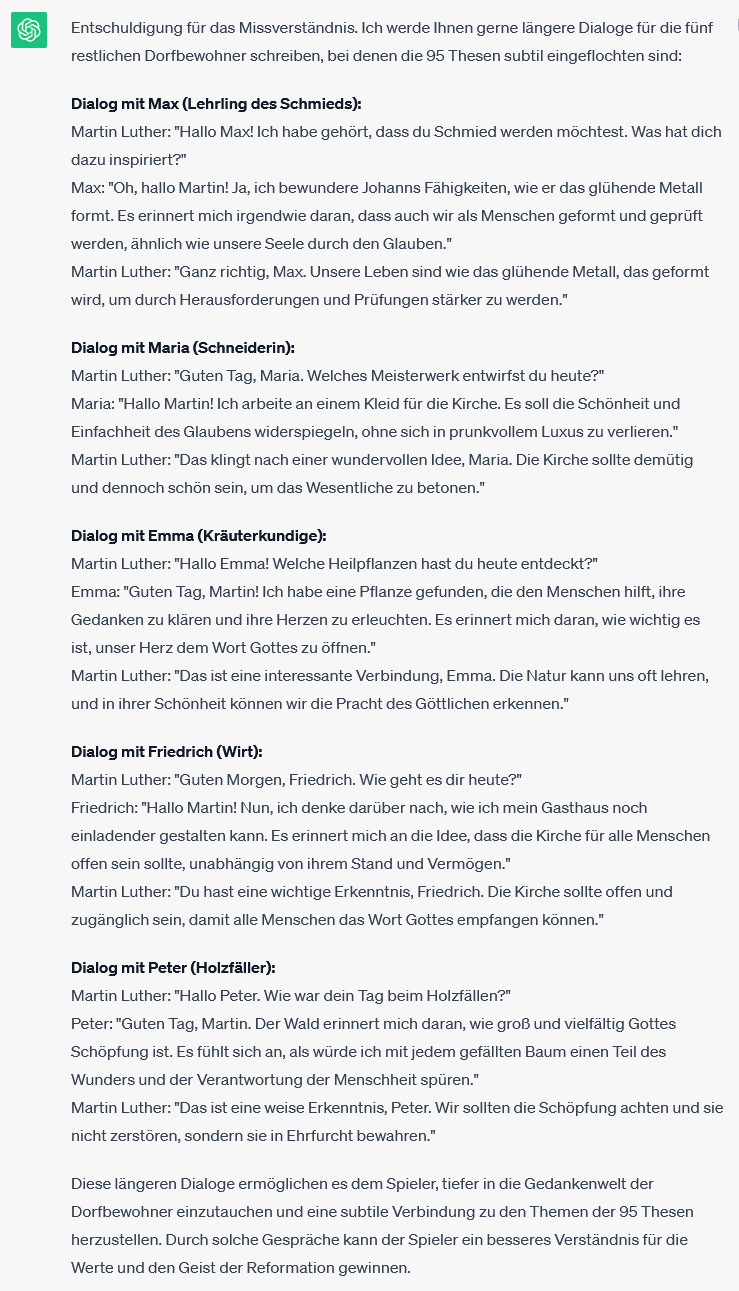 Entschuldigung für das Missverständnis. Ich werde Ihnen gerne längere Dialoge für die fünf
restlichen Dorfbewohner schreiben, bei denen die 95 Thesen subtil eingeflochten sind:
Dialog mit Max (Lehrling des Schmieds):
Martin Luther: "Hallo Max! Ich habe gehört, dass du Schmied werden möchtest. Was hat dich
dazu inspiriert?"
Max: "Oh, hallo Martin! Ja, ich bewundere Johanns Fähigkeiten, wie er das glühende Metall
formt. Es erinnert mich irgendwie daran, dass auch wir als Menschen geformt und geprüft
werden, ähnlich wie unsere Seele durch den Glauben."
Martin Luther: "Ganz richtig, Max. Unsere Leben sind wie das glühende Metall, das geformt
wird, um durch Herausforderungen und Prüfungen stärker zu werden."
Dialog mit Maria (Schneiderin):
Martin Luther: "Guten Tag, Maria. Welches Meisterwerk entwirfst du heute?"
Maria: "Hallo Martin! Ich arbeite an einem Kleid für die Kirche. Es soll die Schönheit und
Einfachheit des Glaubens widerspiegeln, ohne sich in prunkvollem Luxus zu verlieren."
Martin Luther: "Das klingt nach einer wundervollen Idee, Maria. Die Kirche sollte demütig
und dennoch schön sein, um das Wesentliche zu betonen."
Dialog mit Emma (Kräuterkundige):
Martin Luther: "Hallo Emma! Welche Heilpflanzen hast du heute entdeckt?"
Emma: "Guten Tag, Martin! Ich habe eine Pflanze gefunden, die den Menschen hilft, ihre
Gedanken zu klären und ihre Herzen zu erleuchten. Es erinnert mich daran, wie wichtig es
ist, unser Herz dem Wort Gottes zu öffnen."
Martin Luther: "Das ist eine interessante Verbindung, Emma. Die Natur kann uns oft lehren,
und in ihrer Schönheit können wir die Pracht des Göttlichen erkennen."
Dialog mit Friedrich (Wirt):
Martin Luther: "Guten Morgen, Friedrich. Wie geht es dir heute?"
Friedrich: "Hallo Martin! Nun, ich denke darüber nach, wie ich mein Gasthaus noch
einladender gestalten kann. Es erinnert mich an die Idee, dass die Kirche für alle Menschen
offen sein sollte, unabhängig von ihrem Stand und Vermögen."
Martin Luther: "Du hast eine wichtige Erkenntnis, Friedrich. Die Kirche sollte offen und
zugänglich sein, damit alle Menschen das Wort Gottes empfangen können."
Dialog mit Peter (Holzfäller):
Martin Luther: "Hallo Peter. Wie war dein Tag beim Holzfällen?"
Peter: "Guten Tag, Martin. Der Wald erinnert mich daran, wie groß und vielfältig Gottes
Schöpfung ist. Es fühlt sich an, als würde ich mit jedem gefällten Baum einen Teil des
Wunders und der Verantwortung der Menschheit spüren."
Martin Luther: "Das ist eine weise Erkenntnis, Peter. Wir sollten die Schöpfung achten und sie
nicht zerstören, sondern sie in Ehrfurcht bewahren."
Diese längeren Dialoge ermöglichen es dem Spieler, tiefer in die Gedankenwelt der
Dorfbewohner einzutauchen und eine subtile Verbindung zu den Themen der 95 Thesen
herzustellen. Durch solche Gespräche kann der Spieler ein besseres Verständnis für die
Werte und den Geist der Reformation gewinnen.